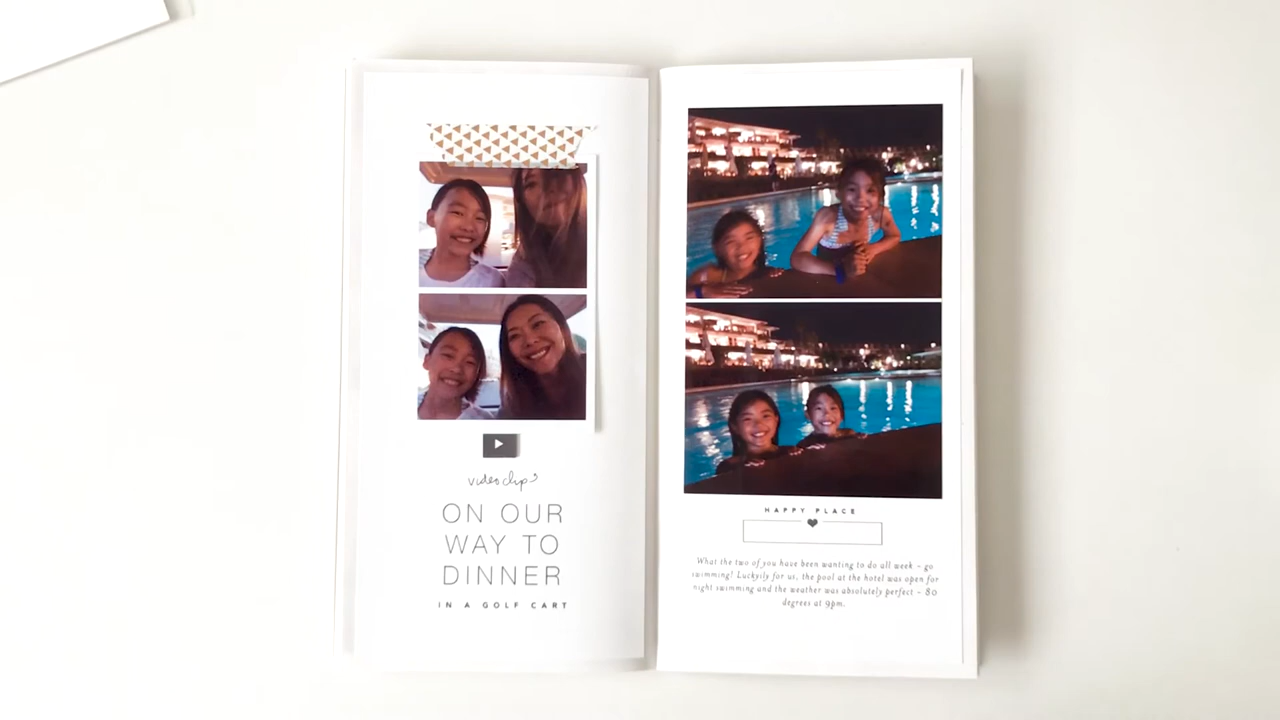 video clip
ON OUR
WAY TO
DINNER
IN A GOLF CART
HAPPY PLACE
What the two of you have been wanting to do all week - go
swimming! Luckysily for us, the pool at the hotel was open for
night swimming and the weather was absolutely perfect - 80
degrees at 9pm.